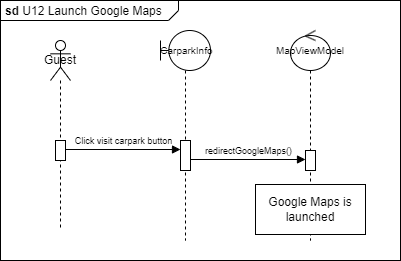 sd U12 Launch Google Maps
Guest
CarparkInfo
MapViewModel
Click visit carpark button
redirectGoogleMaps()
Google Maps is
launched